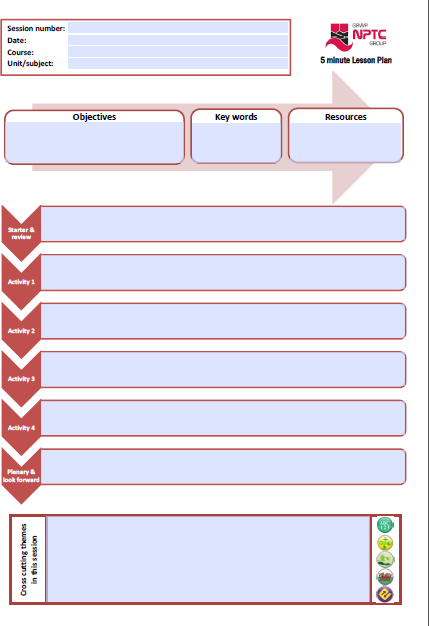 Session number:
Date:
Course:
Unit/subject:
GRŴP
NPTC
GROUP
5 minute Lesson Plan
Objectives
Key words
Resources
Starter &
review
Activity 1
Activity 2
Activity 3
Activity 4
Plenary &
look forward
Cross cutting themes
in this session